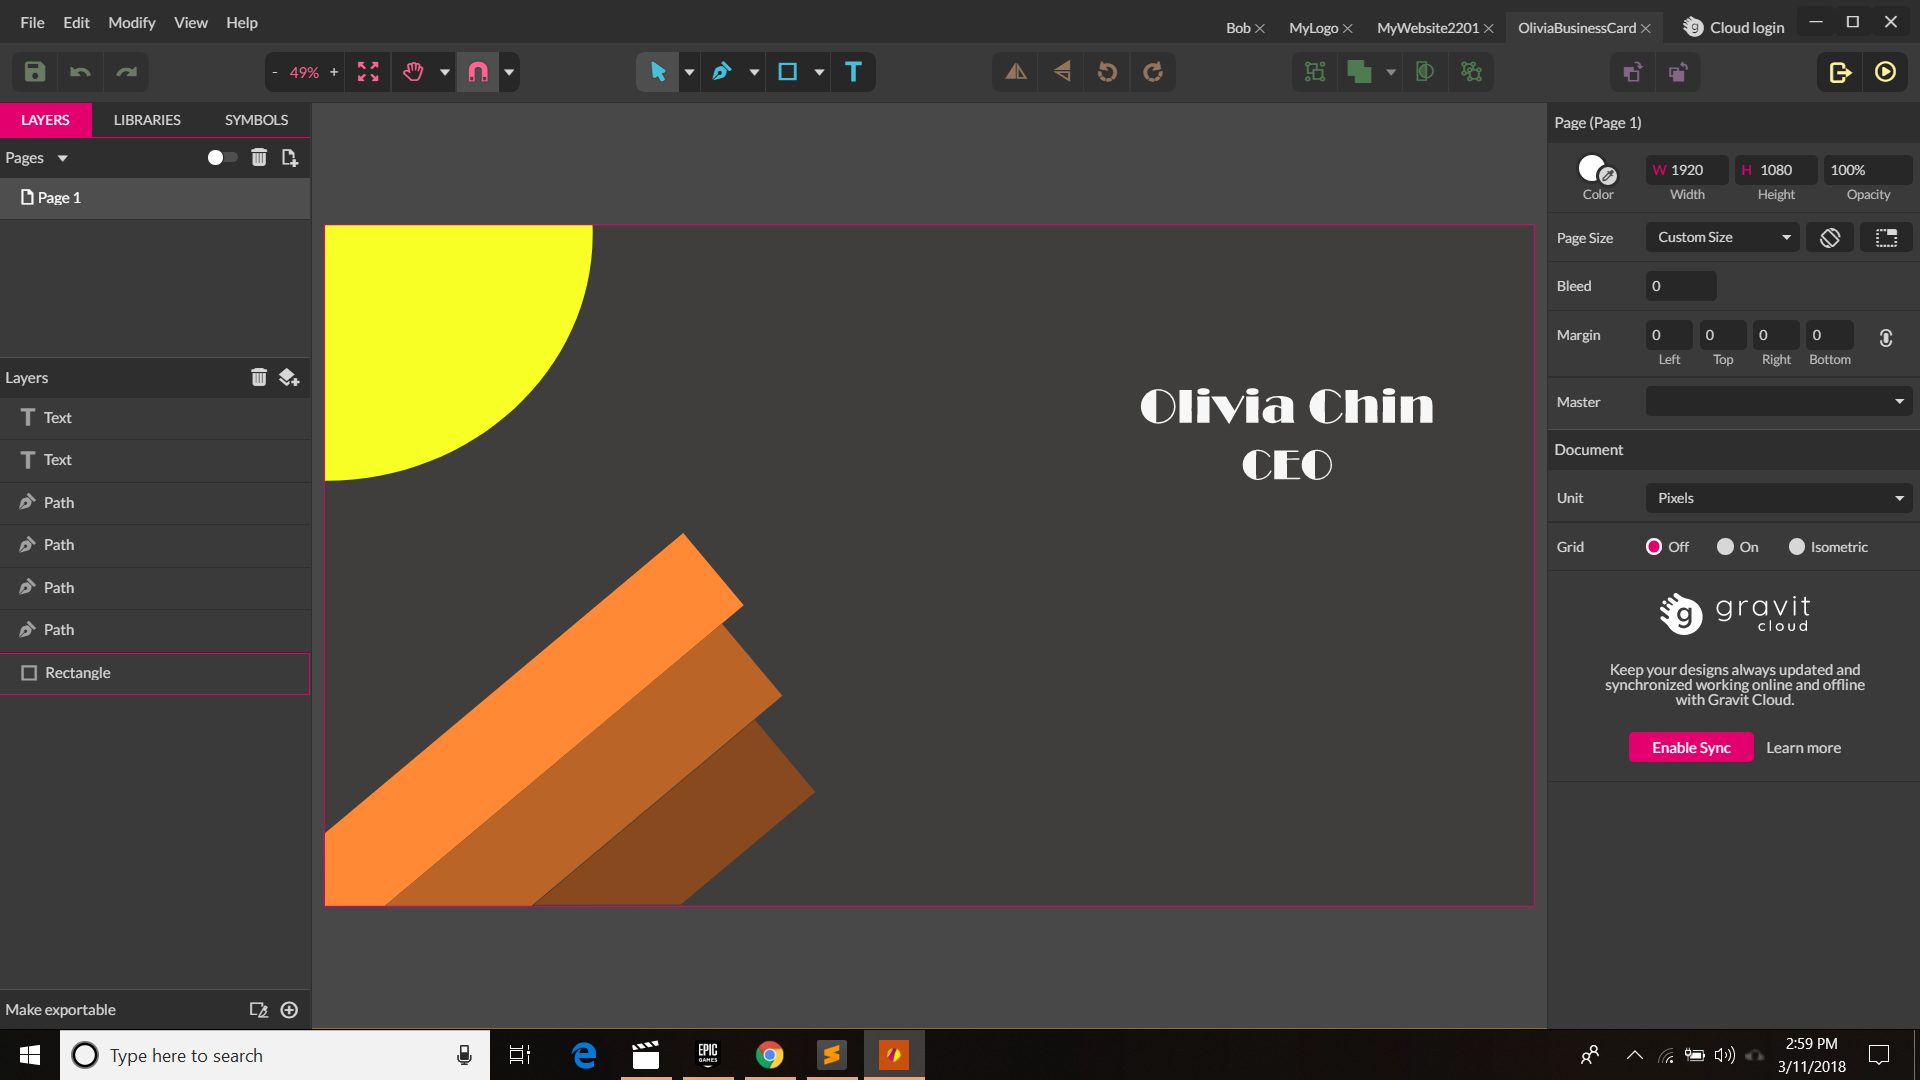 File Edit Modify View Help
Bob MyLogo MyWebsite2201 OliviaBusinessCard Cloud login
- 49% +
LAYERS LIBRARIES SYMBOLS
Pages
Page 1
Layers
Text
Text
Path
Path
Path
Path
Rectangle
Make exportable
Olivia Chin
CEO
Page (Page 1)
W 1920 H 1080 100%
Color Width Height Opacity
Page Size Custom Size
Bleed 0
Margin 0 0 0 0
Left Top Right Bottom
Master
Document
Unit Pixels
Grid Off On Isometric
g gravit
cloud
Keep your designs always updated and
synchronized working online and offline
with Gravit Cloud.
Enable Sync Learn more
Type here to search
EPIC
GAMES
2:59 PM
3/11/2018